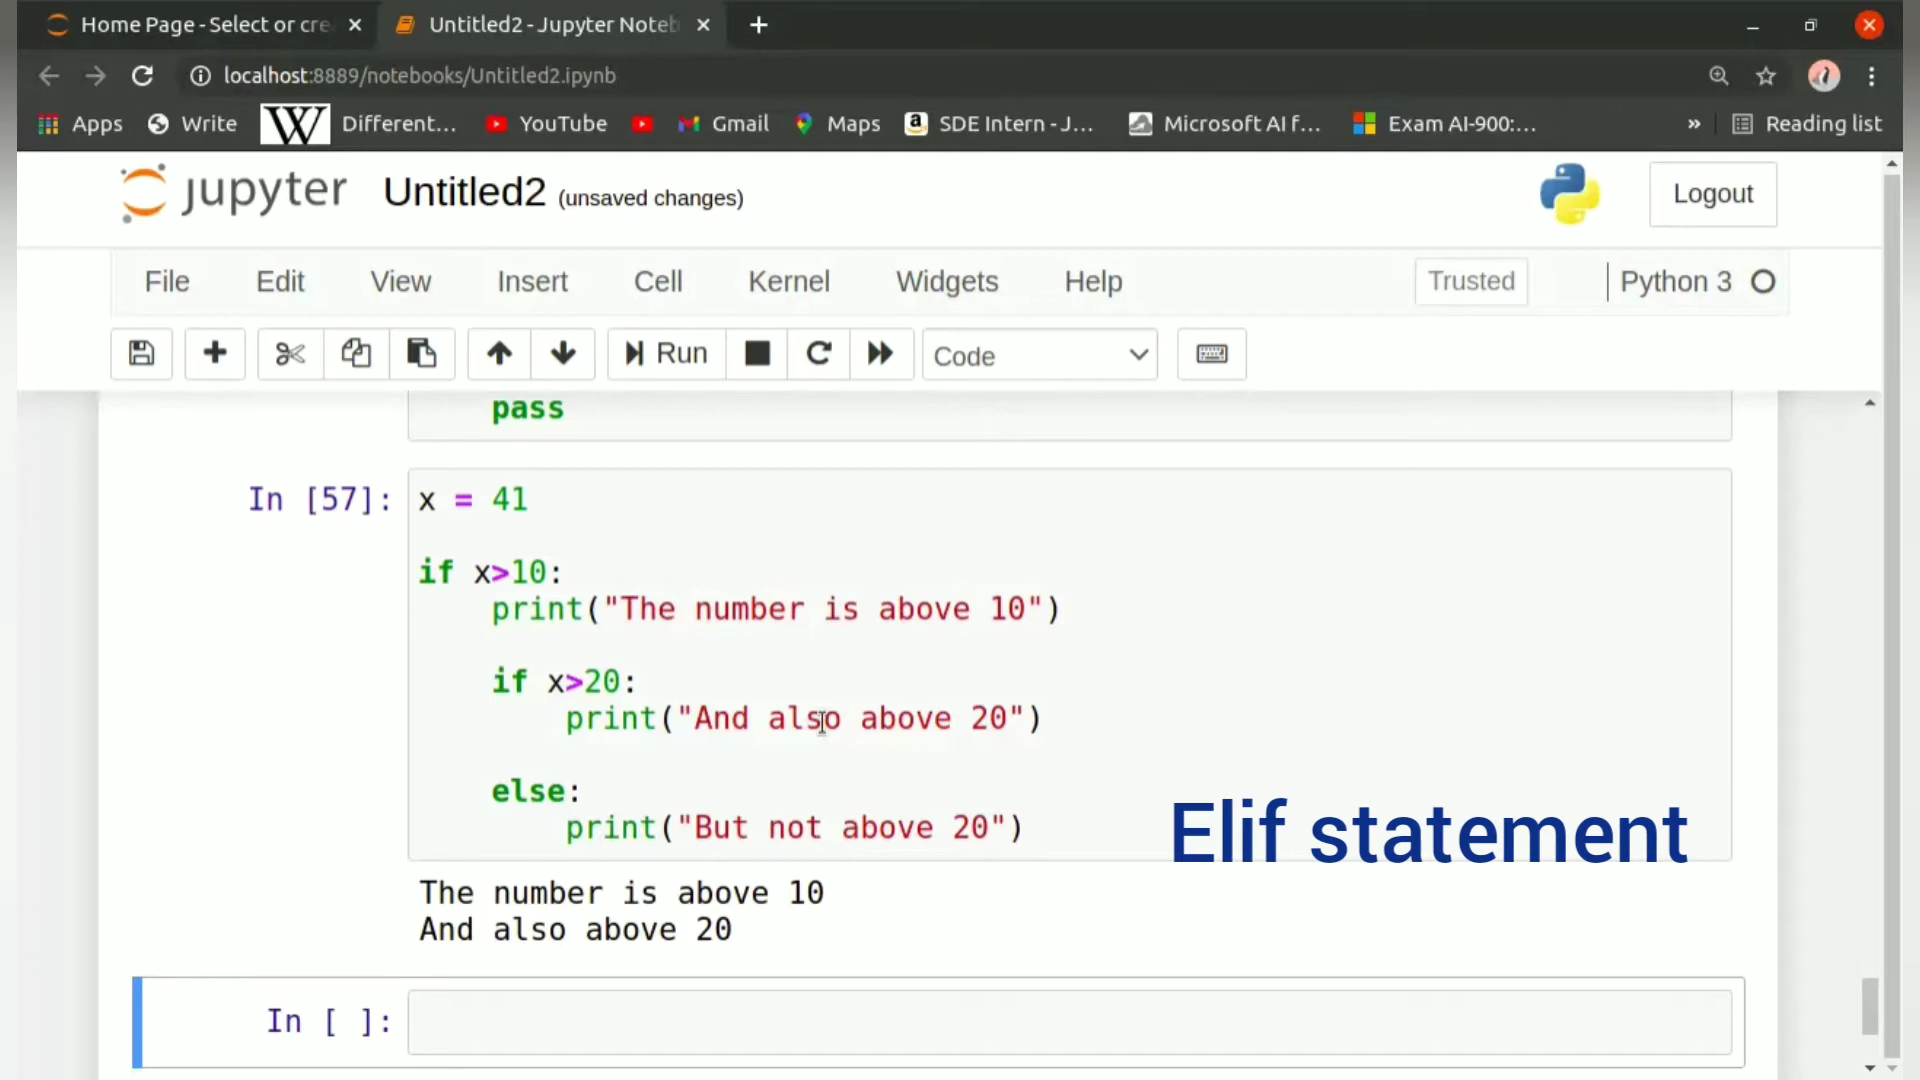 Home Page - Select or cre
Untitled2 - Jupyter Noteb
localhost:8889/notebooks/Untitled2.ipynb
Apps
Write
W
Different...
YouTube
Gmail
Maps
SDE Intern - J...
Microsoft AI f...
Exam AI-900:...
»
Reading list
jupyter
Untitled2 (unsaved changes)
Logout
File Edit View Insert Cell Kernel Widgets Help
Trusted
Python 3
Run
Code
pass
In [57]:
x = 41
if x>10:
print("The number is above 10")
if x>20:
print("And also above 20")
else:
print("But not above 20")
Elif statement
The number is above 10
And also above 20
In [ ]: